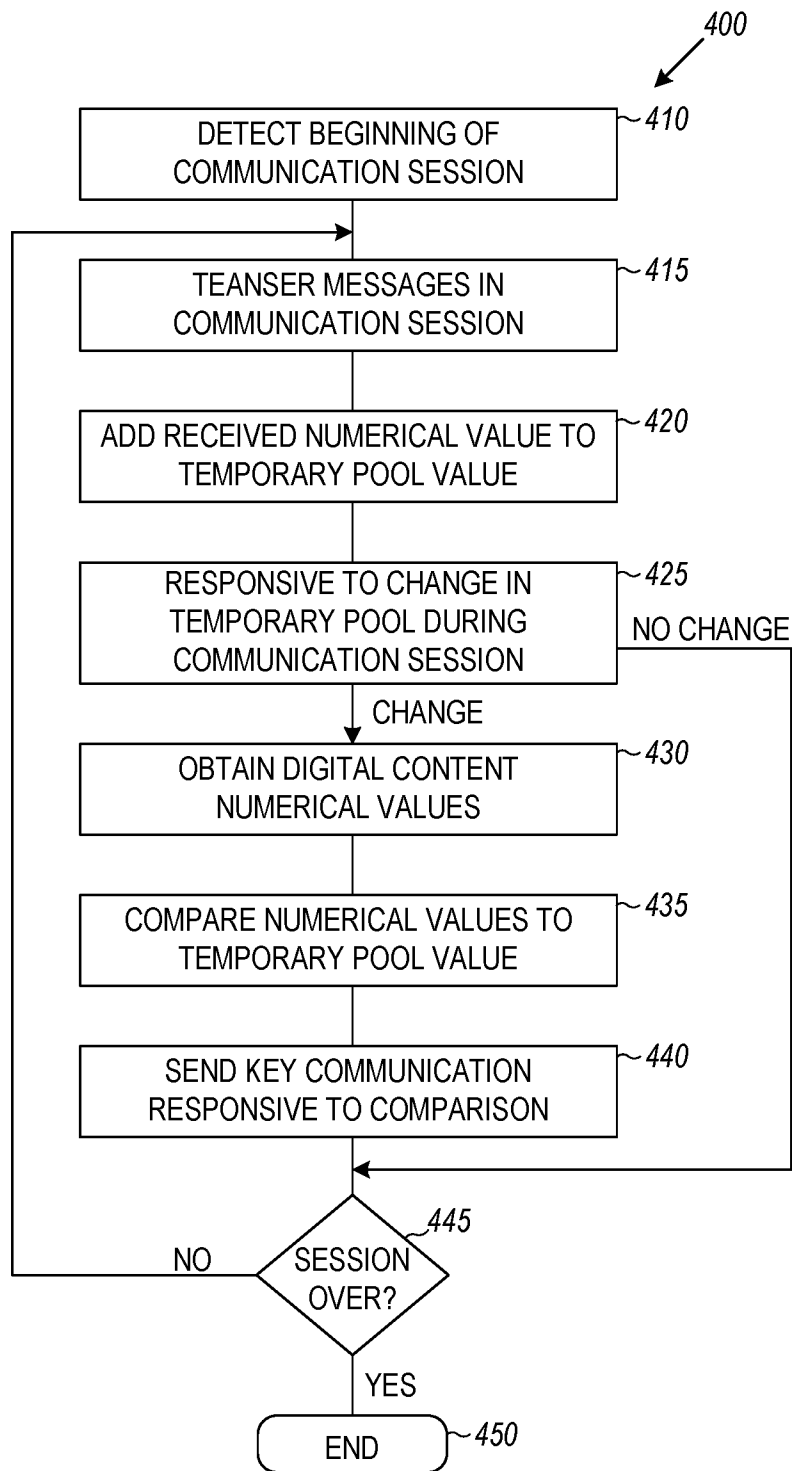 400
DETECT BEGINNING OF
COMMUNICATION SESSION
410
TEANSER MESSAGES IN
COMMUNICATION SESSION
415
ADD RECEIVED NUMERICAL VALUE TO
TEMPORARY POOL VALUE
420
RESPONSIVE TO CHANGE IN
TEMPORARY POOL DURING
COMMUNICATION SESSION
425
NO CHANGE
CHANGE
OBTAIN DIGITAL CONTENT
NUMERICAL VALUES
430
COMPARE NUMERICAL VALUES TO
TEMPORARY POOL VALUE
435
SEND KEY COMMUNICATION
RESPONSIVE TO COMPARISON
440
SESSION
OVER?
445
NO
YES
END
450